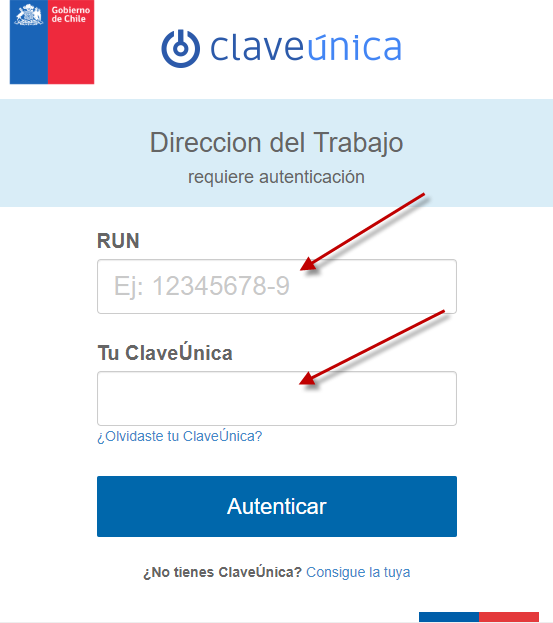 Gobierno
de Chile
claveúnica
Direccion del Trabajo
requiere autenticación
RUN
Ej: 12345678-9
Tu ClaveÚnica
¿Olvidaste tu ClaveÚnica?
Autenticar
¿No tienes ClaveÚnica? Consigue la tuya